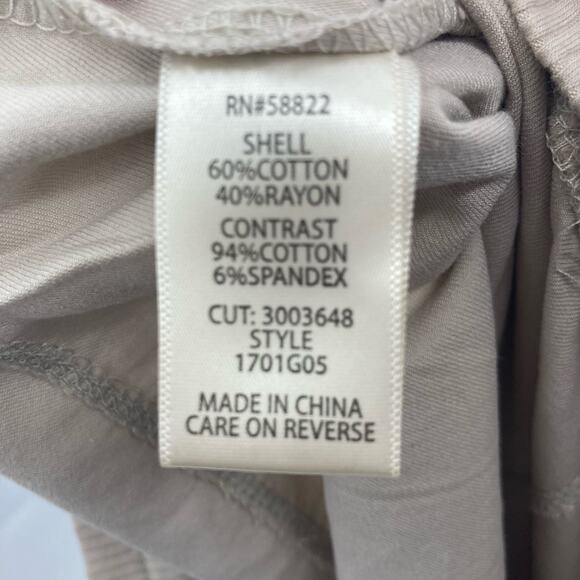 RN#58822
SHELL
60%COTTON
40%RAYON
CONTRAST
94%COTTON
6%SPANDEX
CUT: 3003648
STYLE
1701G05
MADE IN CHINA
CARE ON REVERSE